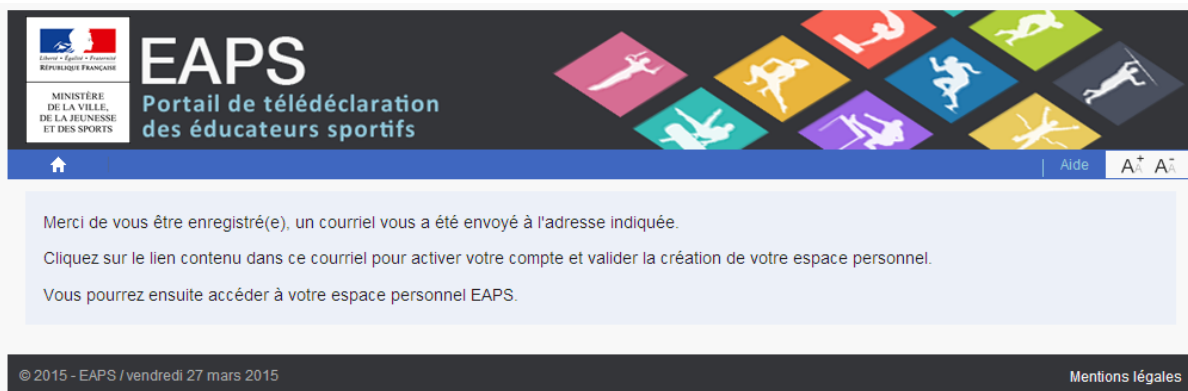 Liberté • Égalité • Fraternité
RÉPUBLIQUE FRANÇAISE
MINISTÈRE
DE LA VILLE,
DE LA JEUNESSE
ET DES SPORTS
EAPS
Portail de télédéclaration
des éducateurs sportifs
Aide
A+ A-
Merci de vous être enregistré(e), un courriel vous a été envoyé à l'adresse indiquée.
Cliquez sur le lien contenu dans ce courriel pour activer votre compte et valider la création de votre espace personnel.
Vous pourrez ensuite accéder à votre espace personnel EAPS.
© 2015 - EAPS / vendredi 27 mars 2015
Mentions légales